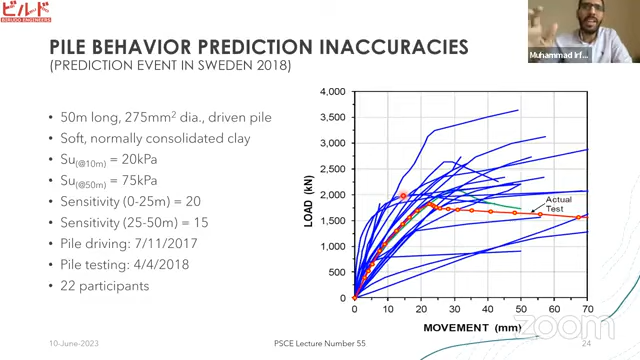 ビルド
BORUDO ENGINEERS
PILE BEHAVIOR PREDICTION INACCURACIES
(PREDICTION EVENT IN SWEDEN 2018)
• 50m long, 275mm² dia., driven pile
• Soft, normally consolidated clay
• Su(@10m) = 20kPa
• Su(@50m) = 75kPa
• Sensitivity (0-25m) = 20
• Sensitivity (25-50m) = 15
• Pile driving: 7/11/2017
• Pile testing: 4/4/2018
• 22 participants
LOAD (kN)
4,000
3,500
3,000
2,500
2,000
1,500
1,000
500
0
Actual
Test
0 10 20 30 40 50 60 70
MOVEMENT (mm)
Muhammad Irf...
zoom
10-June-2023
PSCE Lecture Number 55
24